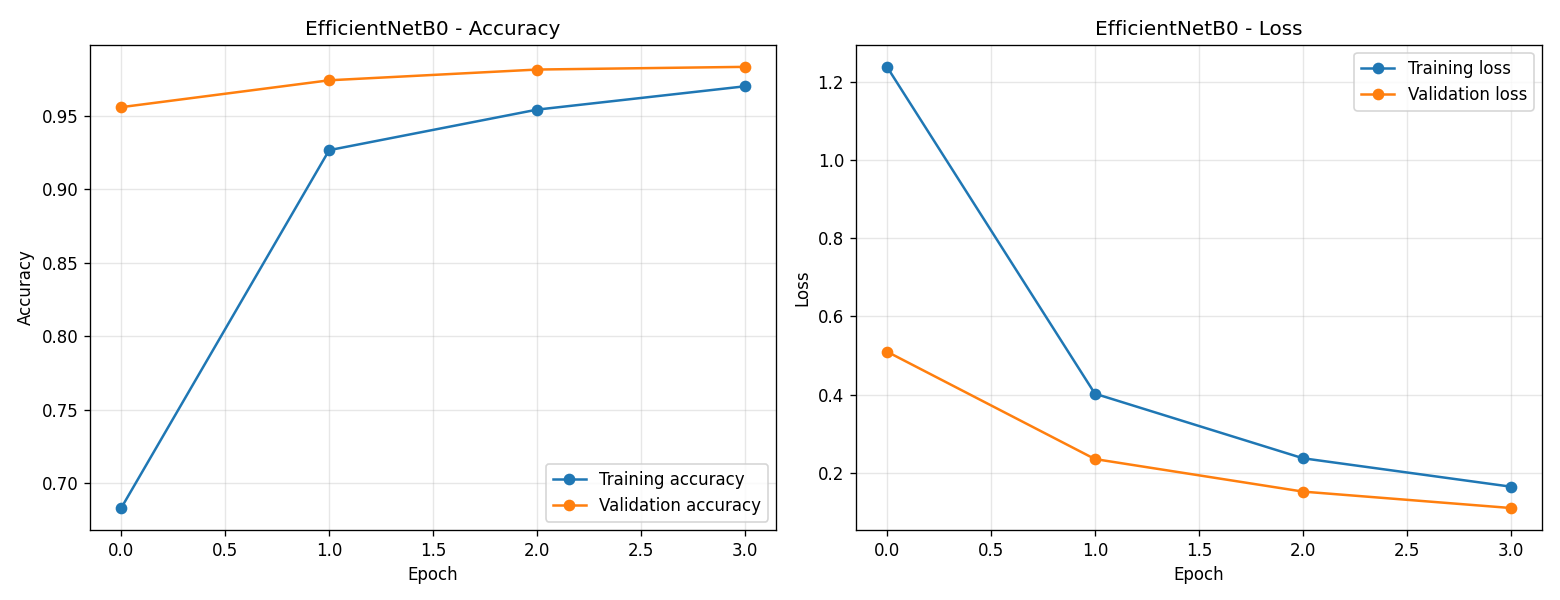 EfficientNetB0 - Accuracy
Accuracy
0.95
0.90
0.85
0.80
0.75
0.70
Training accuracy
Validation accuracy
0.0 0.5 1.0 1.5 2.0 2.5 3.0
Epoch
EfficientNetB0 - Loss
Loss
1.2
1.0
0.8
0.6
0.4
0.2
Training loss
Validation loss
0.0 0.5 1.0 1.5 2.0 2.5 3.0
Epoch